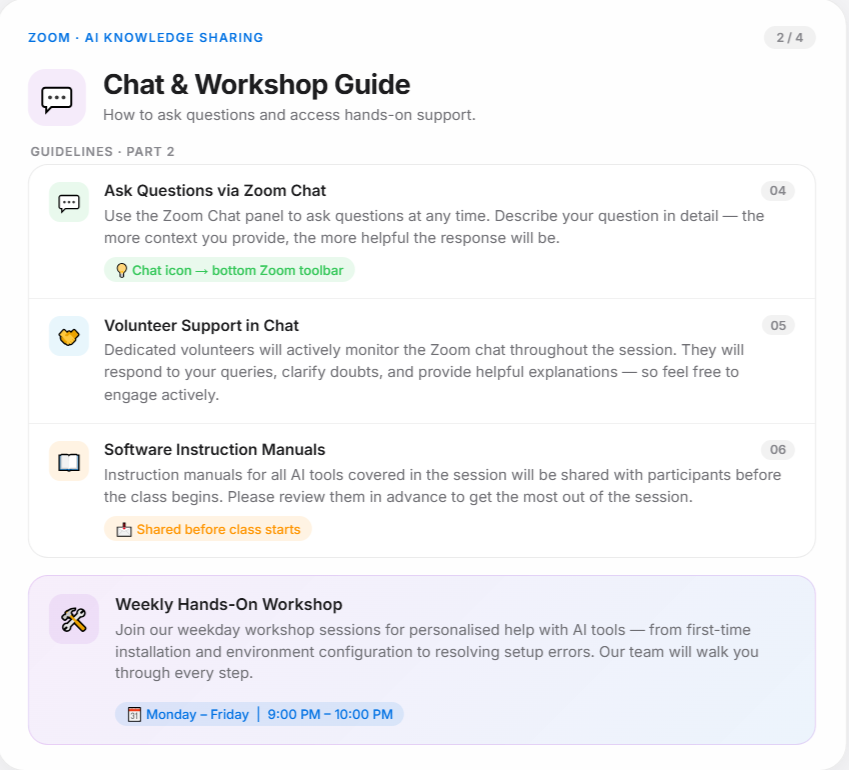 ZOOM · AI KNOWLEDGE SHARING
2 / 4
Chat & Workshop Guide
How to ask questions and access hands-on support.
GUIDELINES · PART 2
Ask Questions via Zoom Chat
04
Use the Zoom Chat panel to ask questions at any time. Describe your question in detail — the
more context you provide, the more helpful the response will be.
Chat icon → bottom Zoom toolbar
Volunteer Support in Chat
05
Dedicated volunteers will actively monitor the Zoom chat throughout the session. They will
respond to your queries, clarify doubts, and provide helpful explanations — so feel free to
engage actively.
Software Instruction Manuals
06
Instruction manuals for all AI tools covered in the session will be shared with participants before
the class begins. Please review them in advance to get the most out of the session.
Shared before class starts
Weekly Hands-On Workshop
Join our weekday workshop sessions for personalised help with AI tools — from first-time
installation and environment configuration to resolving setup errors. Our team will walk you
through every step.
Monday – Friday | 9:00 PM – 10:00 PM